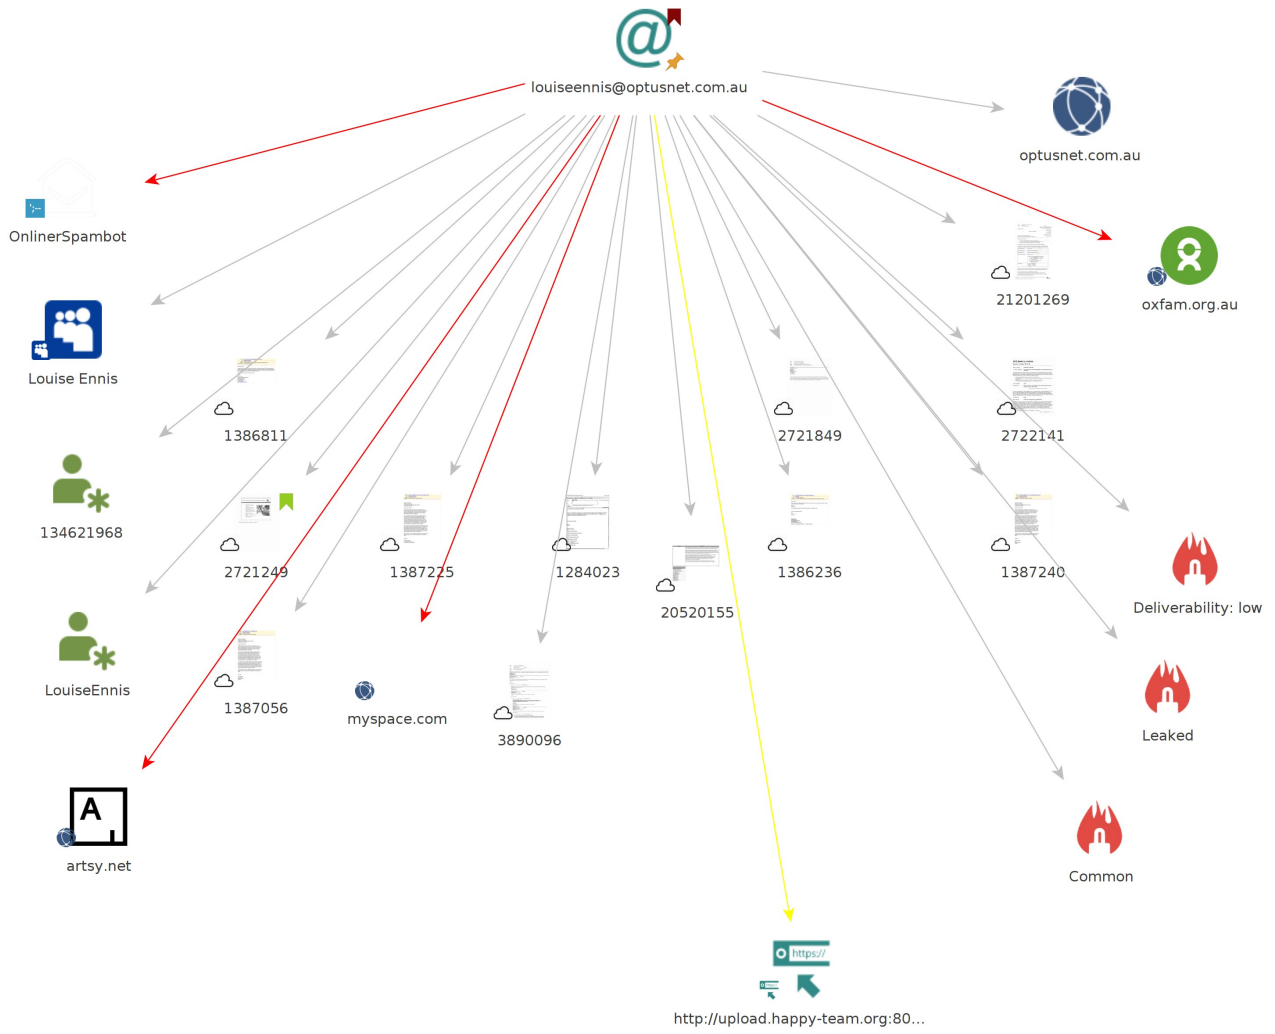 @
louiseennis@optusnet.com.au
optusnet.com.au
OnlinerSpambot
21201269
oxfam.org.au
Louise Ennis
1386811
2721849
2722141
134621968
2721249
1387225
1284023
20520155
1386236
1387240
Deliverability: low
LouiseEnnis
1387056
myspace.com
3890096
Leaked
A
artsy.net
Common
https://
http://upload.happy-team.org:80...